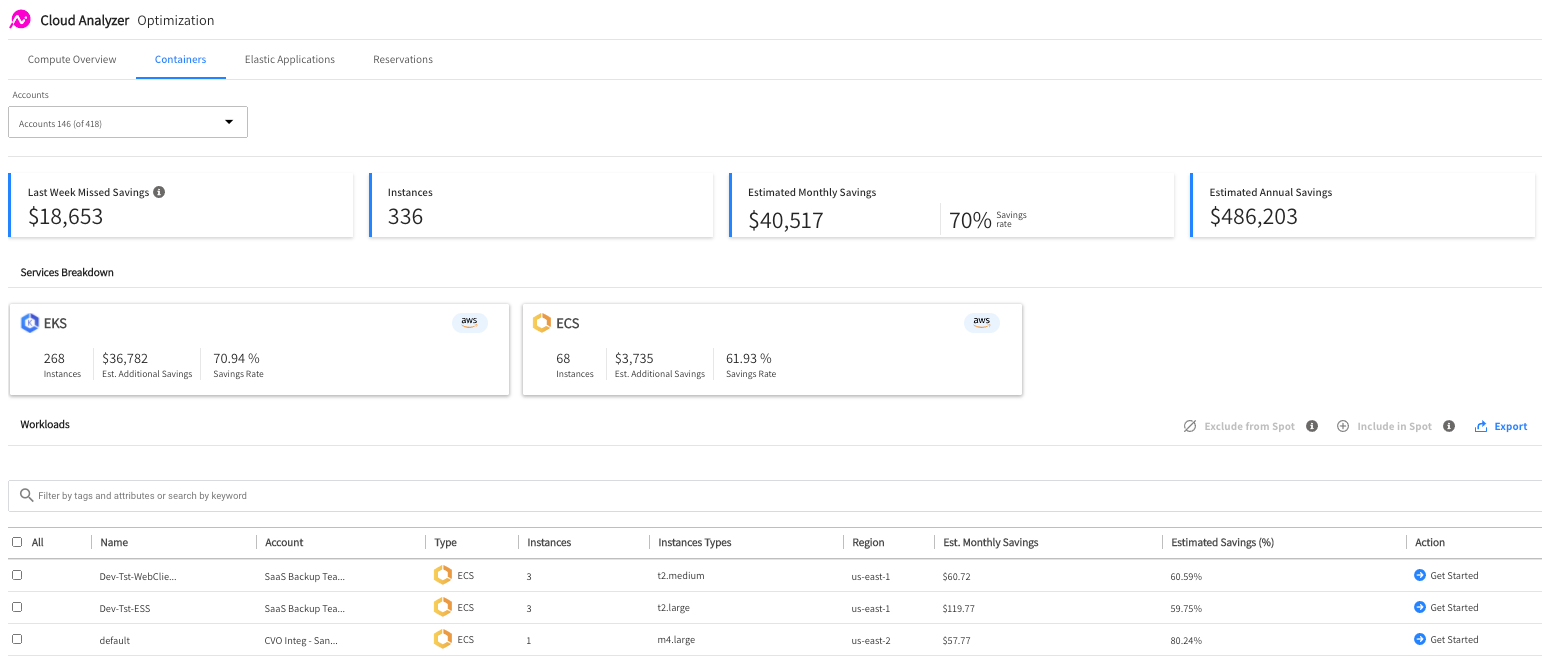 Cloud Analyzer Optimization
Compute Overview Containers Elastic Applications Reservations
Accounts
Accounts 146 (of 418)
Last Week Missed Savings Instances Estimated Monthly Savings Estimated Annual Savings
$18,653 336 $40,517 70% Savings rate $486,203
Services Breakdown
EKS aws ECS aws
268 $36,782 70.94 % 68 $3,735 61.93 %
Instances Est. Additional Savings Savings Rate Instances Est. Additional Savings Savings Rate
Workloads Exclude from Spot Include in Spot Export
Filter by tags and attributes or search by keyword
All Name Account Type Instances Instances Types Region Est. Monthly Savings Estimated Savings (%) Action
Dev-Tst-WebClie... SaaS Backup Tea... ECS 3 t2.medium us-east-1 $60.72 60.59% Get Started
Dev-Tst-ESS SaaS Backup Tea... ECS 3 t2.large us-east-1 $119.77 59.75% Get Started
default CVO Integ - San... ECS 1 m4.large us-east-2 $57.77 80.24% Get Started